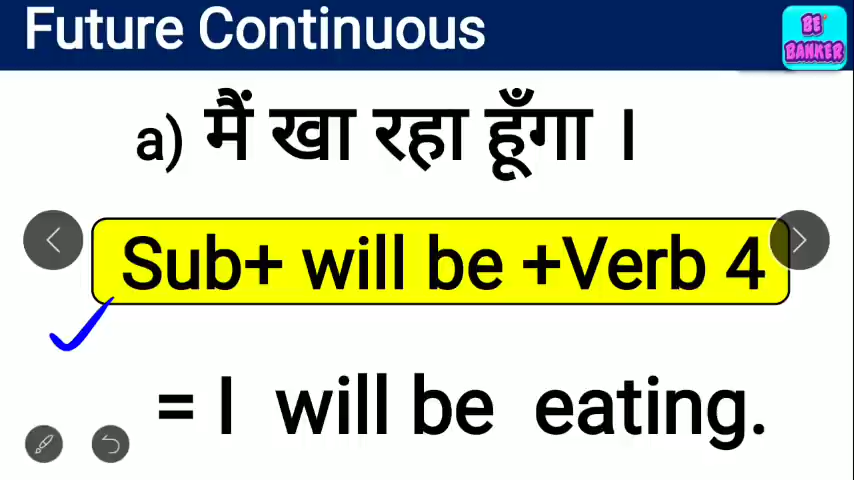 Future Continuous
BE
BANKER
a) मैं खा रहा हूँगा ।
Sub+ will be +Verb 4
= I will be eating.